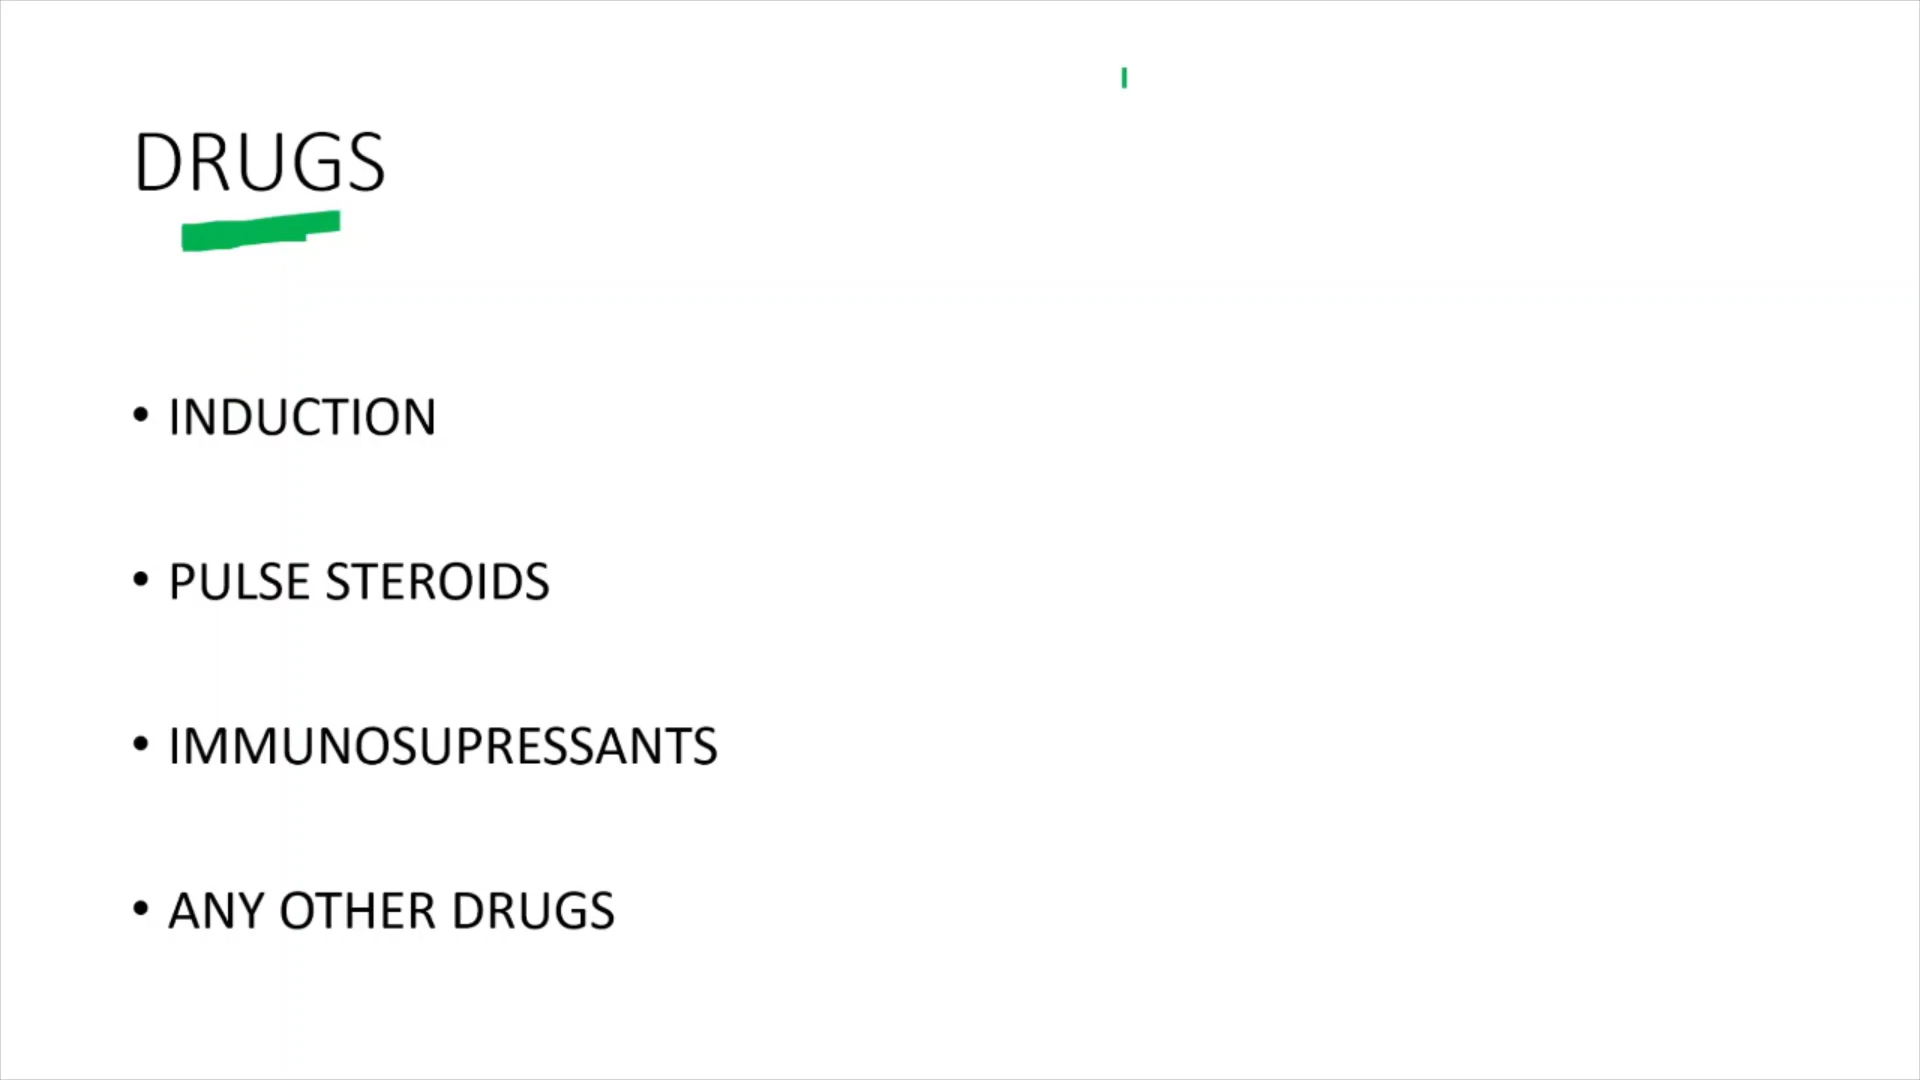 DRUGS
• INDUCTION
• PULSE STEROIDS
• IMMUNOSUPRESSANTS
• ANY OTHER DRUGS